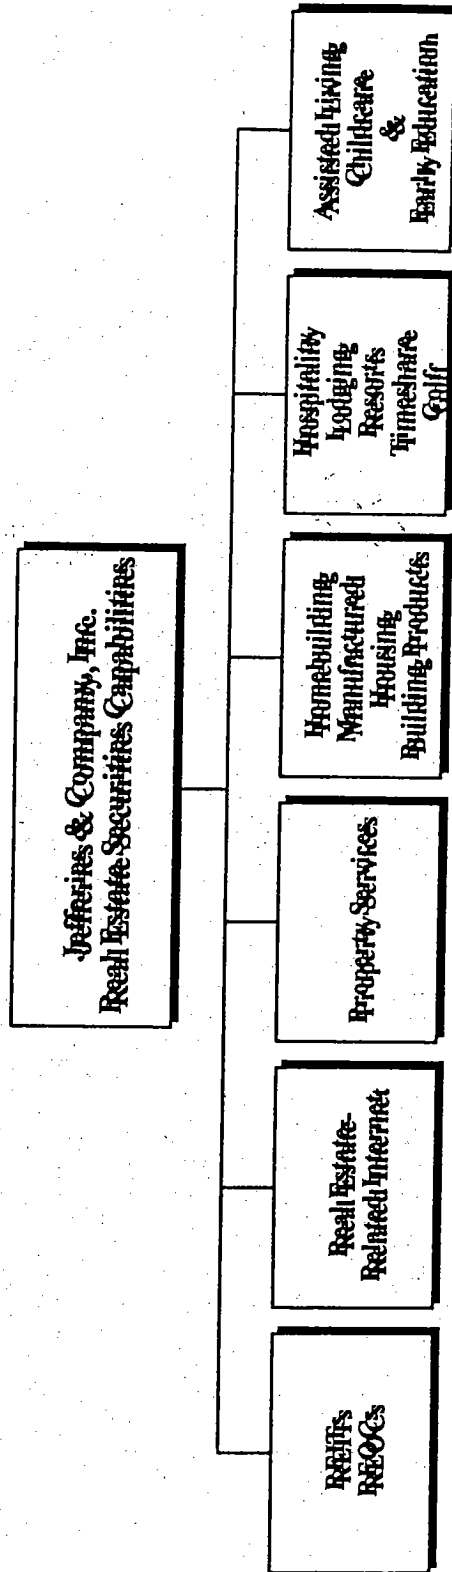 Jefferies & Company, Inc.
Real Estate Securities Capabilities
REITs
REOCs
Real Estate-
Related Internet
Property Services
Homebuilding
Manufactured
Housing
Building Products
Hospitality
Lodging
Resorts
Timeshare
Golf
Assisted Living
Childcare
&
Early Education